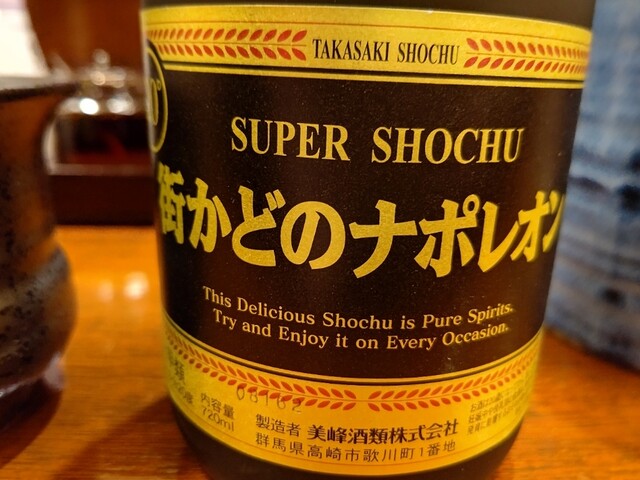 TAKASAKI SHOCHU
SUPER SHOCHU
街かどのナポレオン
This Delicious Shochu is Pure Spirits.
Try and Enjoy it on Every Occasion.
08162
内容量
720ml
製造者 美峰酒類株式会社
群馬県高崎市歌川町1番地